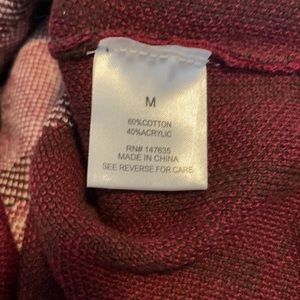 M
60%COTTON
40%ACRYLIC
RN# 147635
MADE IN CHINA
SEE REVERSE FOR CARE